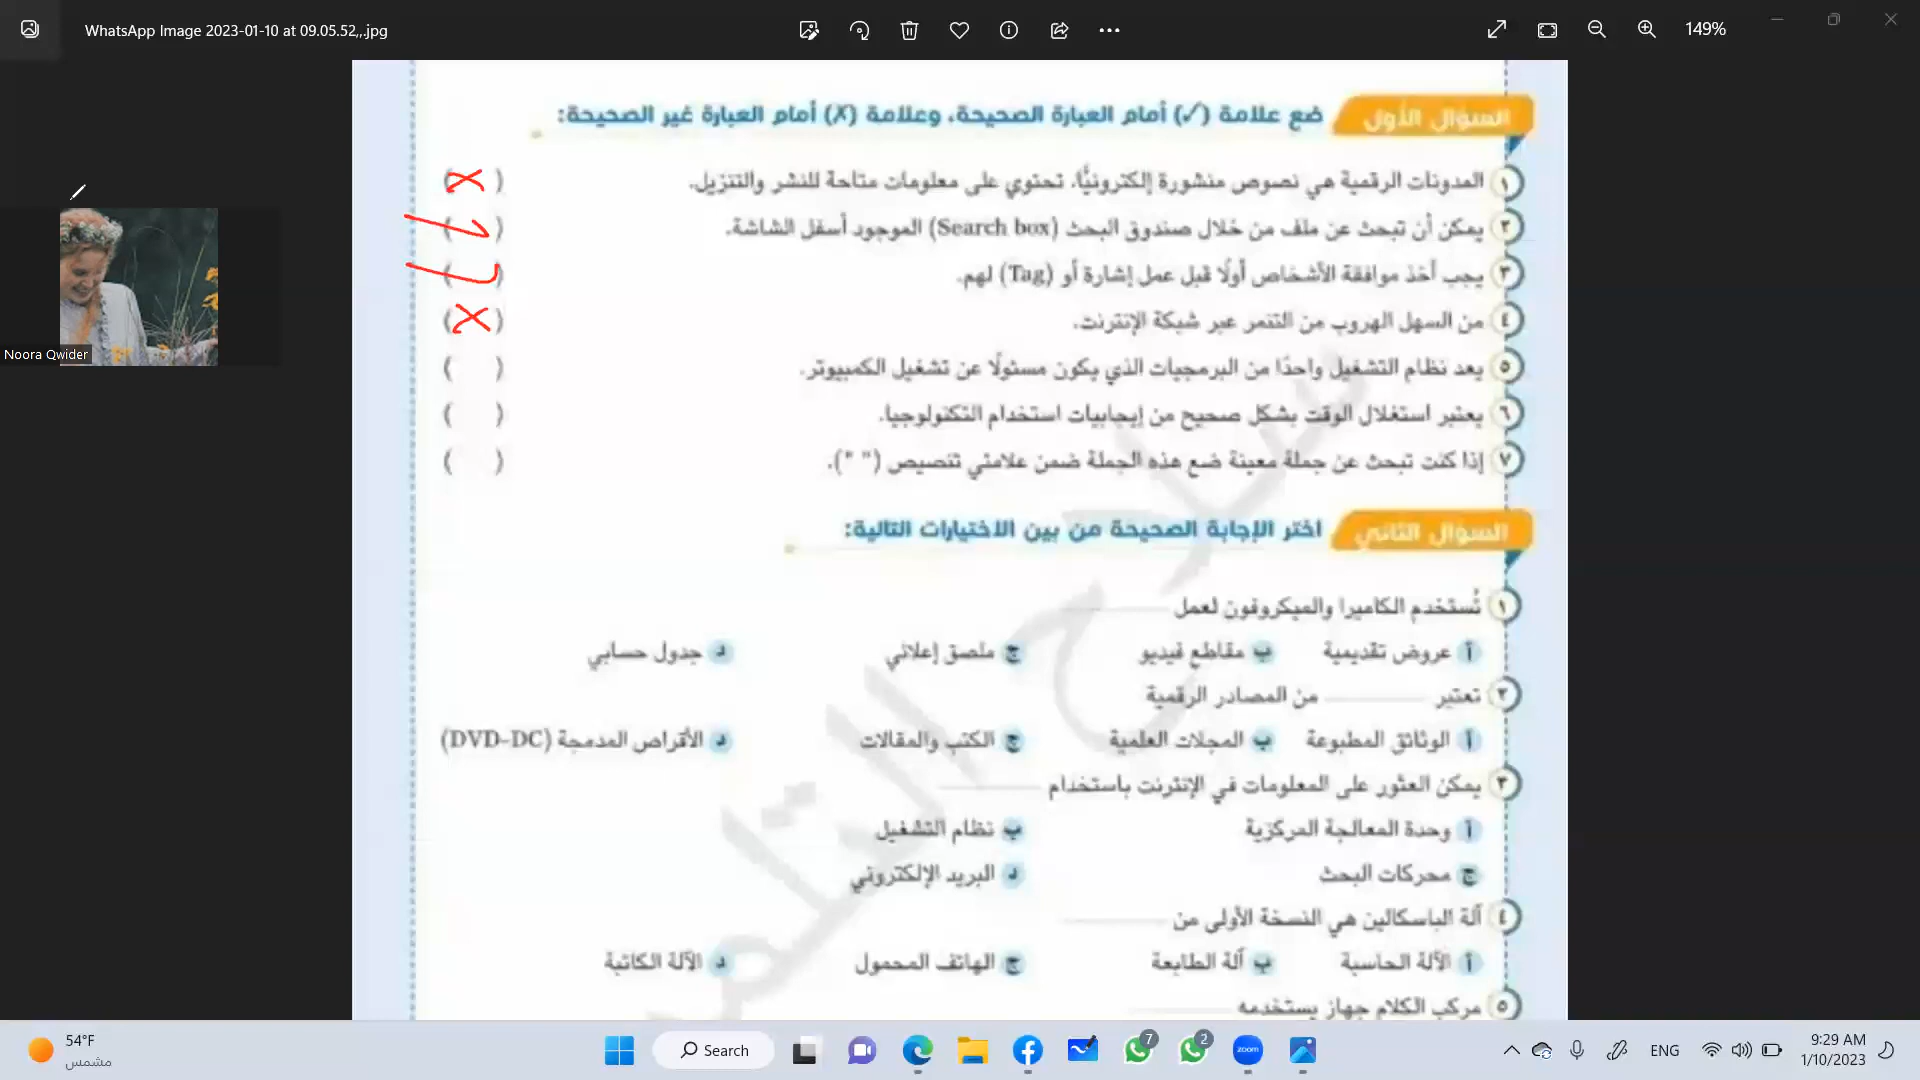 WhatsApp Image 2023-01-10 at 09.05.52,,.jpg
149%
السؤال الأول ضع علامة (✓) أمام العبارة الصحيحة، وعلامة (✗) أمام العبارة غير الصحيحة:
١ المدونات الرقمية هي نصوص منشورة إلكترونيًّا، تحتوي على معلومات متاحة للنشر والتنزيل. (X)
٢ يمكن أن تبحث عن ملف من خلال صندوق البحث (Search box) الموجود أسفل الشاشة. (✓)
٣ يجب أخذ موافقة الأشخاص أولًا قبل عمل إشارة أو (Tag) لهم. (✓)
٤ من السهل الهروب من التنمر عبر شبكة الإنترنت. (X)
Noora Qwider
٥ يعد نظام التشغيل واحدًا من البرمجيات الذي يكون مسئولًا عن تشغيل الكمبيوتر. ( )
٦ يعتبر استغلال الوقت بشكل صحيح من إيجابيات استخدام التكنولوجيا. ( )
٧ إذا كنت تبحث عن جملة معينة ضع هذه الجملة ضمن علامتي تنصيص (" "). ( )
السؤال الثاني اختر الإجابة الصحيحة من بين الاختيارات التالية:
١ تُستخدم الكاميرا والميكروفون لعمل
أ عروض تقديمية ب مقاطع فيديو ج ملصق إعلاني د جدول حسابي
٢ تعتبر من المصادر الرقمية
أ الوثائق المطبوعة ب المجلات العلمية ج الكتب والمقالات د الأقراص المدمجة (DVD-DC)
٣ يمكن العثور على المعلومات في الإنترنت باستخدام
أ وحدة المعالجة المركزية ب نظام التشغيل
ج محركات البحث د البريد الإلكتروني
٤ آلة الباسكالين هي النسخة الأولى من
أ الآلة الحاسبة ب آلة الطابعة ج الهاتف المحمول د الآلة الكاتبة
٥ مركب الكلام جهاز يستخدمه
سلاح التلميذ
54°F
مشمس
Search
7
2
zoom
ENG
9:29 AM
1/10/2023